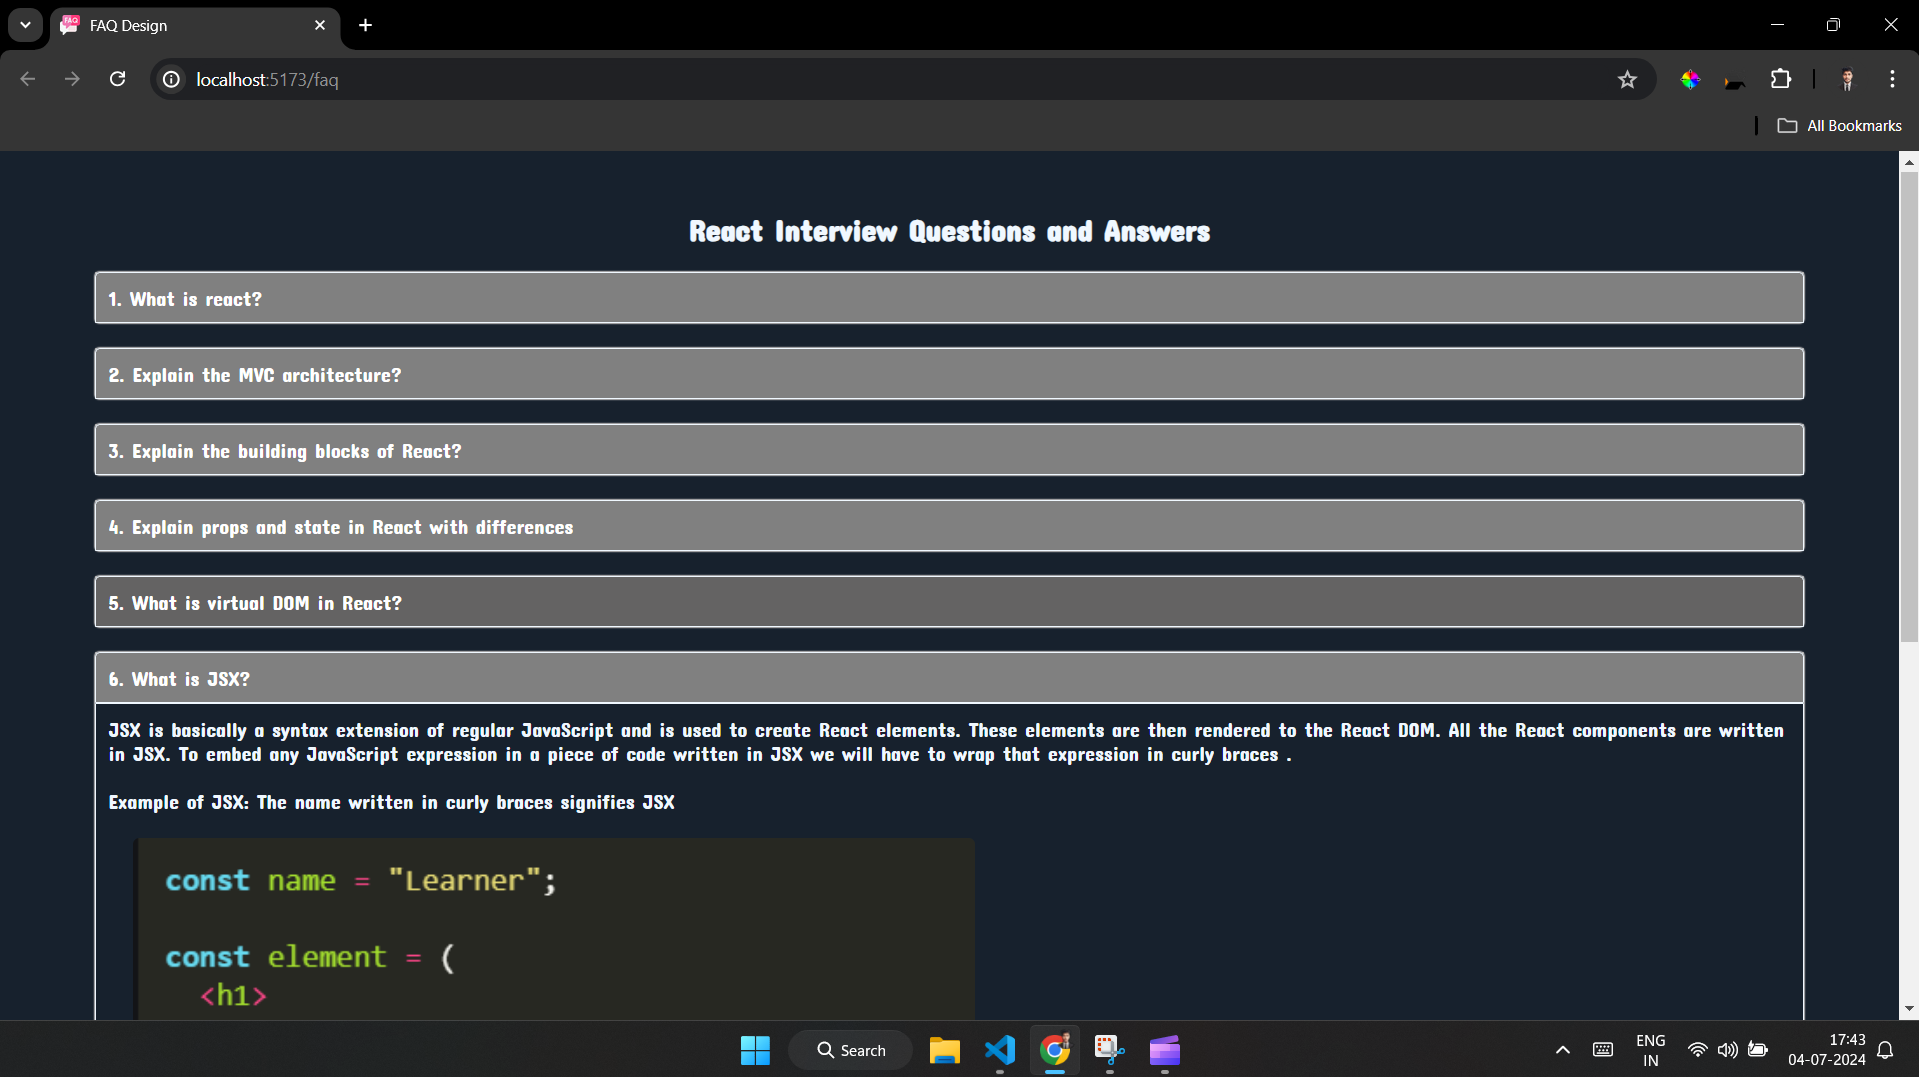 FAQ
FAQ Design
localhost:5173/faq
All Bookmarks
React Interview Questions and Answers
1. What is react?
2. Explain the MVC architecture?
3. Explain the building blocks of React?
4. Explain props and state in React with differences
5. What is virtual DOM in React?
6. What is JSX?
JSX is basically a syntax extension of regular JavaScript and is used to create React elements. These elements are then rendered to the React DOM. All the React components are written
in JSX. To embed any JavaScript expression in a piece of code written in JSX we will have to wrap that expression in curly braces .
Example of JSX: The name written in curly braces signifies JSX
const name = "Learner";
const element = (
<h1>
Search
ENG
IN
17:43
04-07-2024